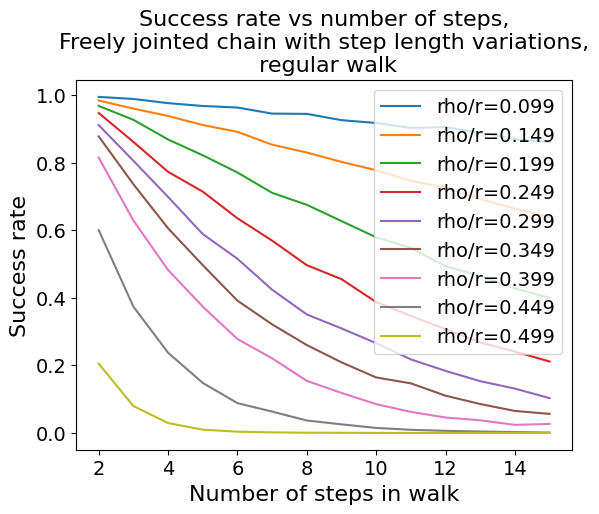 Success rate vs number of steps,
Freely jointed chain with step length variations,
regular walk
1.0
0.8
0.6
0.4
0.2
0.0
Success rate
rho/r=0.099
rho/r=0.149
rho/r=0.199
rho/r=0.249
rho/r=0.299
rho/r=0.349
rho/r=0.399
rho/r=0.449
rho/r=0.499
2 4 6 8 10 12 14
Number of steps in walk